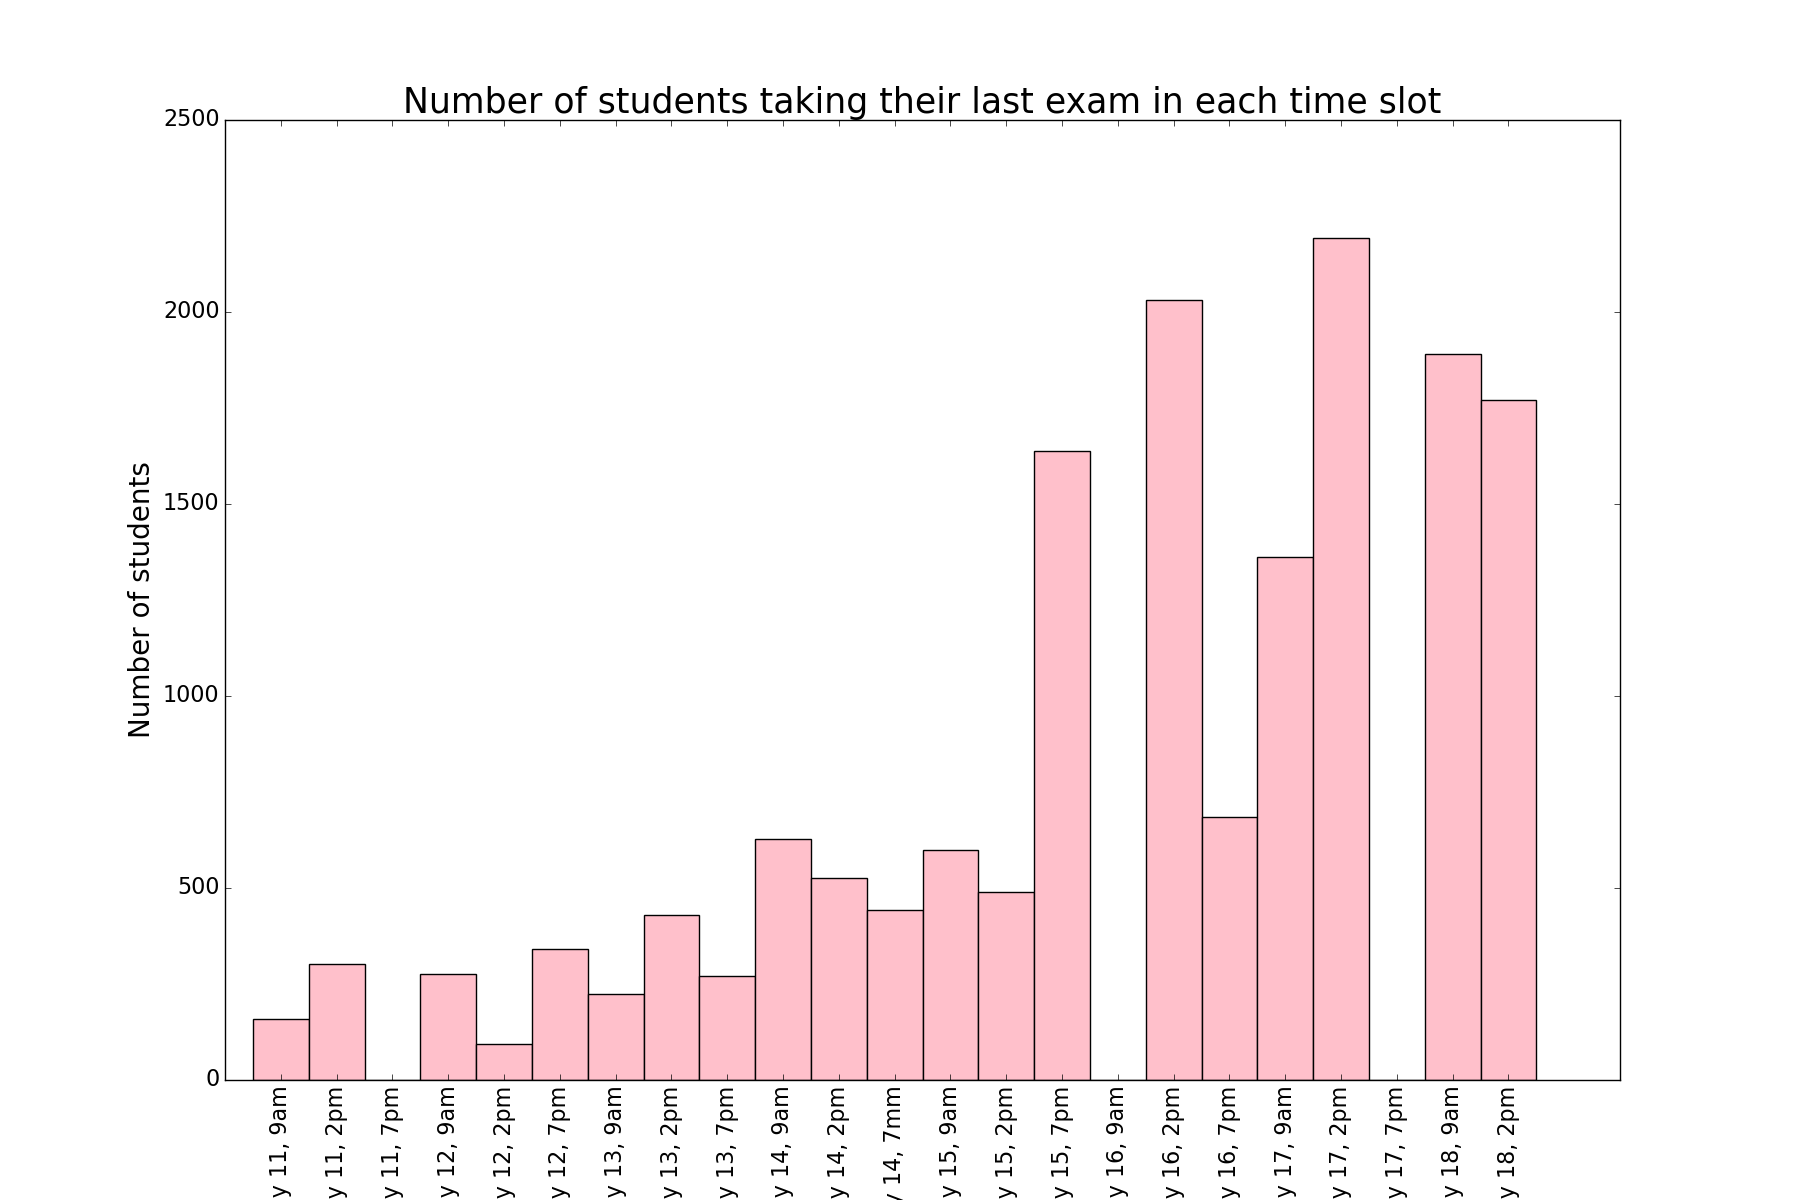 Number of students taking their last exam in each time slot
Number of students
2500
2000
1500
1000
500
0
y 11, 9am
y 11, 2pm
y 11, 7pm
y 12, 9am
y 12, 2pm
y 12, 7pm
y 13, 9am
y 13, 2pm
y 13, 7pm
y 14, 9am
y 14, 2pm
y 14, 7mm
y 15, 9am
y 15, 2pm
y 15, 7pm
y 16, 9am
y 16, 2pm
y 16, 7pm
y 17, 9am
y 17, 2pm
y 17, 7pm
y 18, 9am
y 18, 2pm